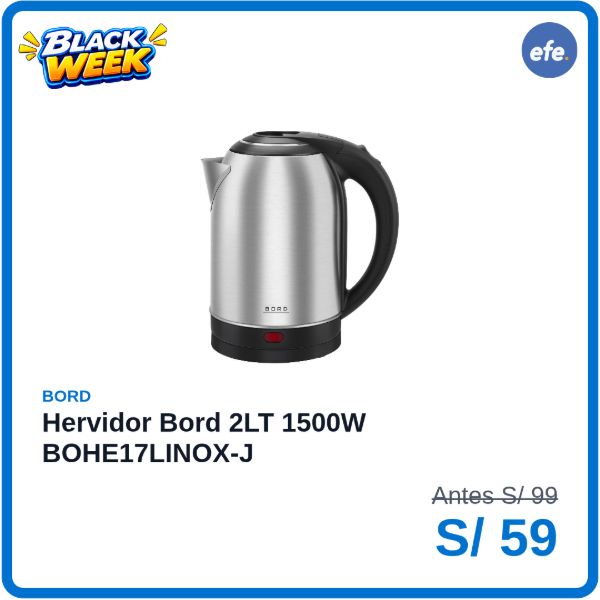 BLACK
WEEK
efe.
BORD
BORD
Hervidor Bord 2LT 1500W
BOHE17LINOX-J
Antes S/ 99
S/ 59